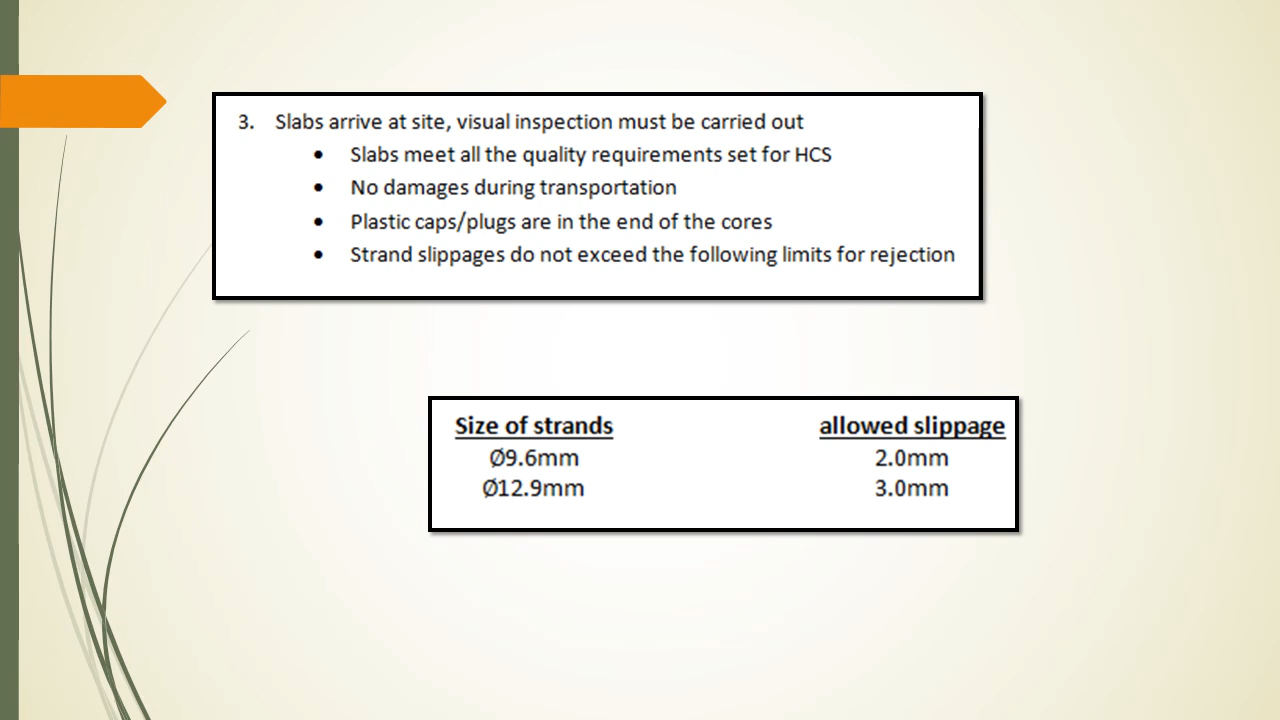 3. Slabs arrive at site, visual inspection must be carried out
• Slabs meet all the quality requirements set for HCS
• No damages during transportation
• Plastic caps/plugs are in the end of the cores
• Strand slippages do not exceed the following limits for rejection
Size of strands allowed slippage
Ø9.6mm 2.0mm
Ø12.9mm 3.0mm